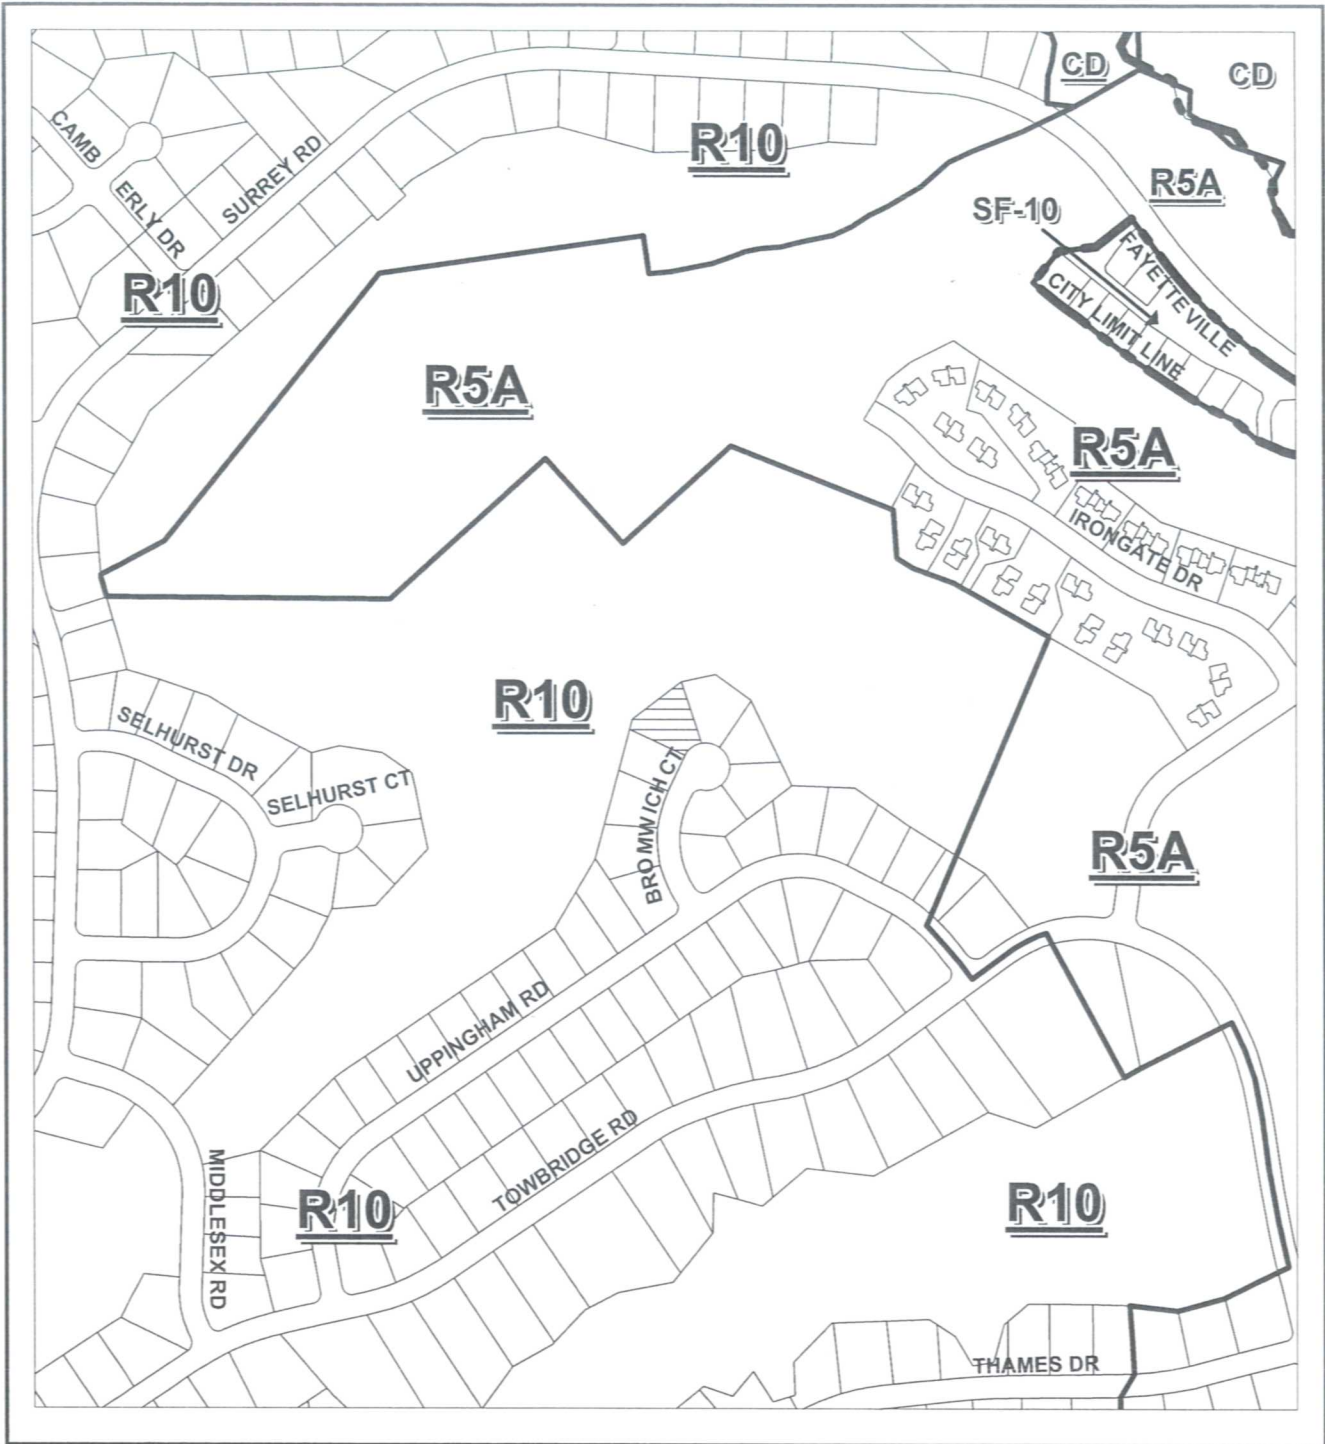 CD
CD
CAMB
ERLY DR
SURREY RD
R10
R5A
SF-10
FAYETTEVILLE
CITY LIMIT LINE
R10
R5A
R5A
IRONGATE DR
R10
SELHURST DR
SELHURST CT
BROMWICH CT
R5A
UPPINGHAM RD
TOWBRIDGE RD
MIDDLESEX RD
R10
R10
THAMES DR